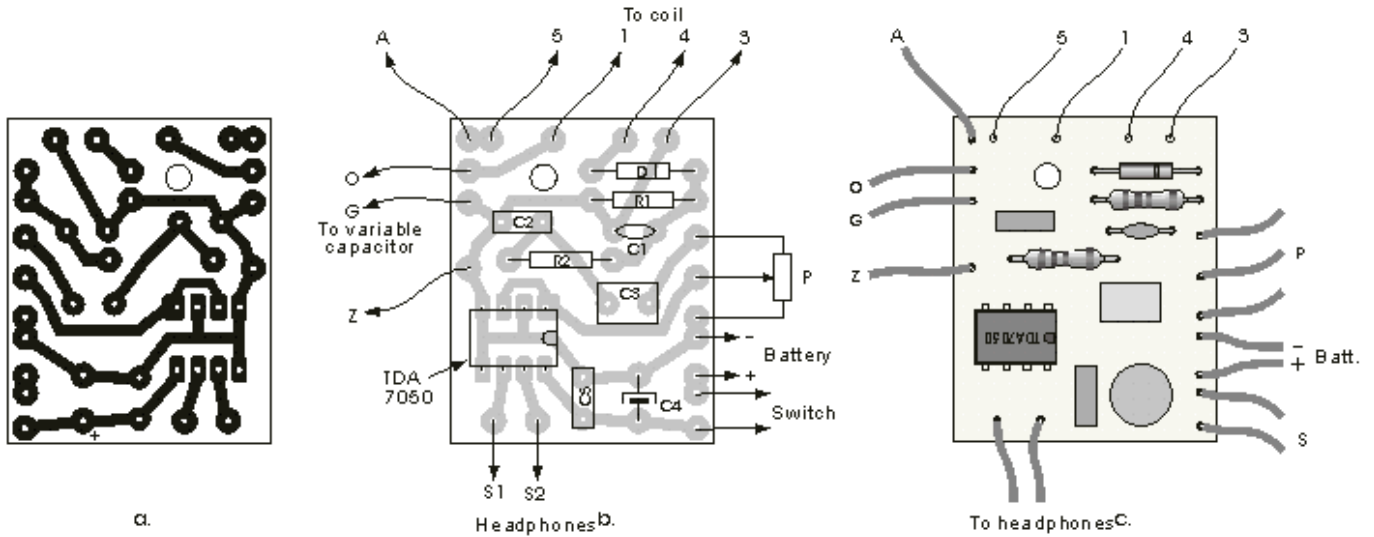 +
a.
To coil
A 5 1 4 3
O
G
To variable
capacitor
Z
D
R1
C2
C1
R2
C3
P
TDA
7050
C5
C4
-
Battery
+
Switch
S1 S2
Headphones b.
A 5 1 4 3
O
G
Z
P
TDA7050
-
+ Batt.
S
To headphones c.